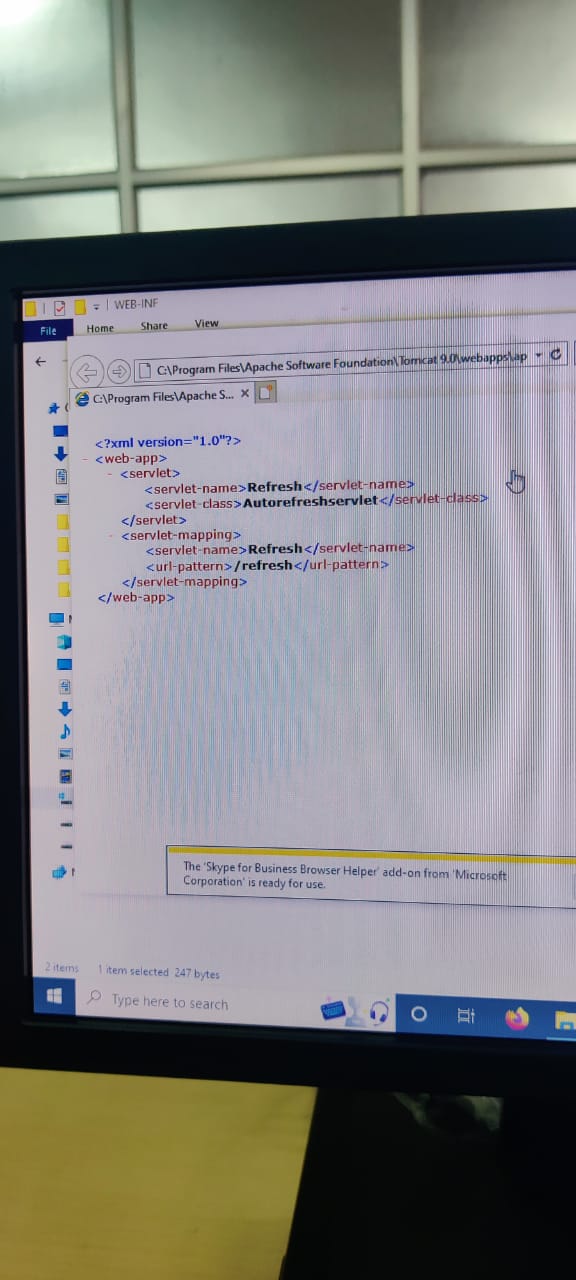 WEB-INF
File Home Share View
C:\Program Files\Apache Software Foundation\Tomcat 9.0\webapps\ap
C:\Program Files\Apache S...
<?xml version="1.0"?>
- <web-app>
- <servlet>
<servlet-name>Refresh</servlet-name>
<servlet-class>Autorefreshservlet</servlet-class>
</servlet>
- <servlet-mapping>
<servlet-name>Refresh</servlet-name>
<url-pattern>/refresh</url-pattern>
</servlet-mapping>
</web-app>
The 'Skype for Business Browser Helper' add-on from 'Microsoft
Corporation' is ready for use.
2 items 1 item selected 247 bytes
Type here to search